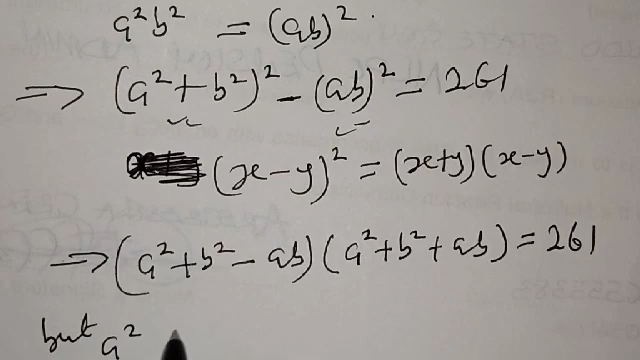 a²b² = (ab)².
⇒ (a² + b²)² − (ab)² = 261
(x − y)² = (x+y)(x−y)
⇒ (a² + b² − ab)(a² + b² + ab) = 261
but a²